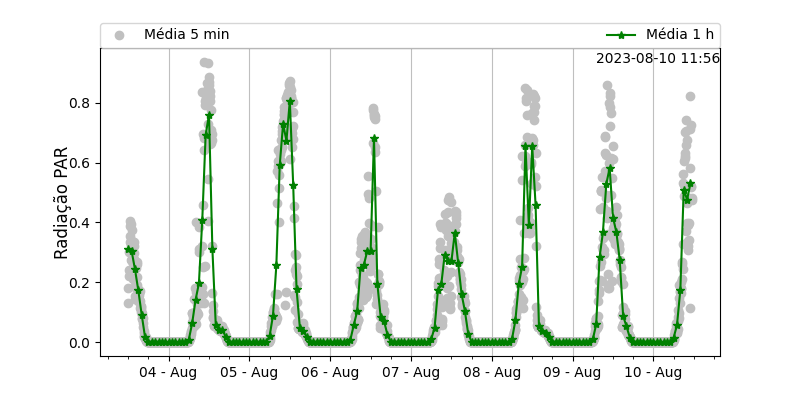 Média 5 min
Média 1 h
2023-08-10 11:56
Radiação PAR
0.8
0.6
0.4
0.2
0.0
04 - Aug
05 - Aug
06 - Aug
07 - Aug
08 - Aug
09 - Aug
10 - Aug